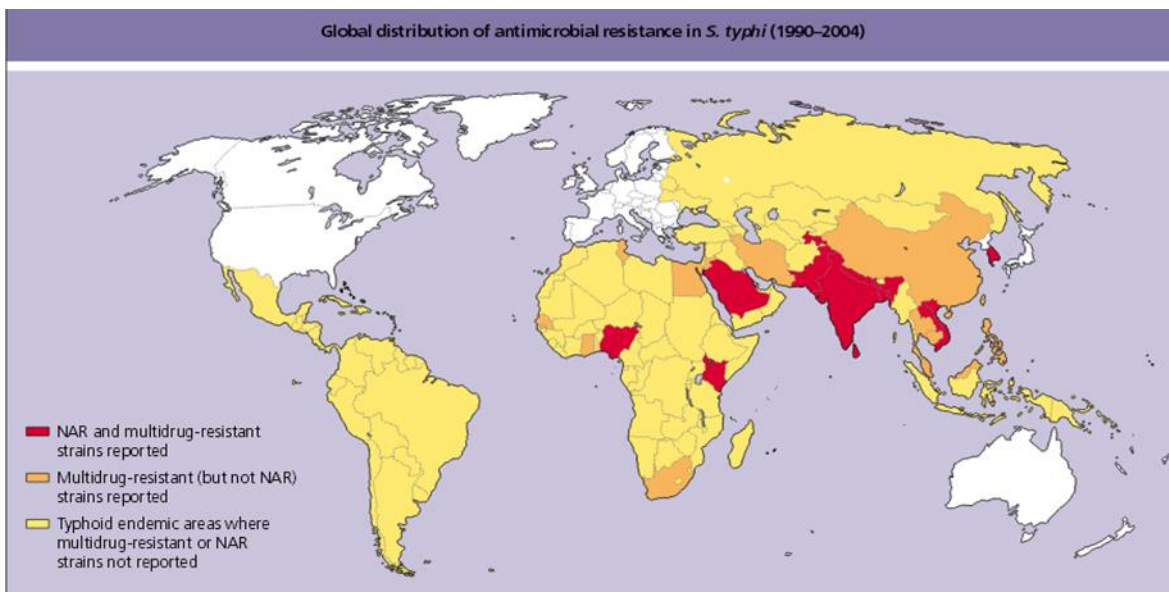 Global distribution of antimicrobial resistance in S. typhi (1990–2004)
NAR and multidrug-resistant
strains reported
Multidrug-resistant (but not NAR)
strains reported
Typhoid endemic areas where
multidrug-resistant or NAR
strains not reported